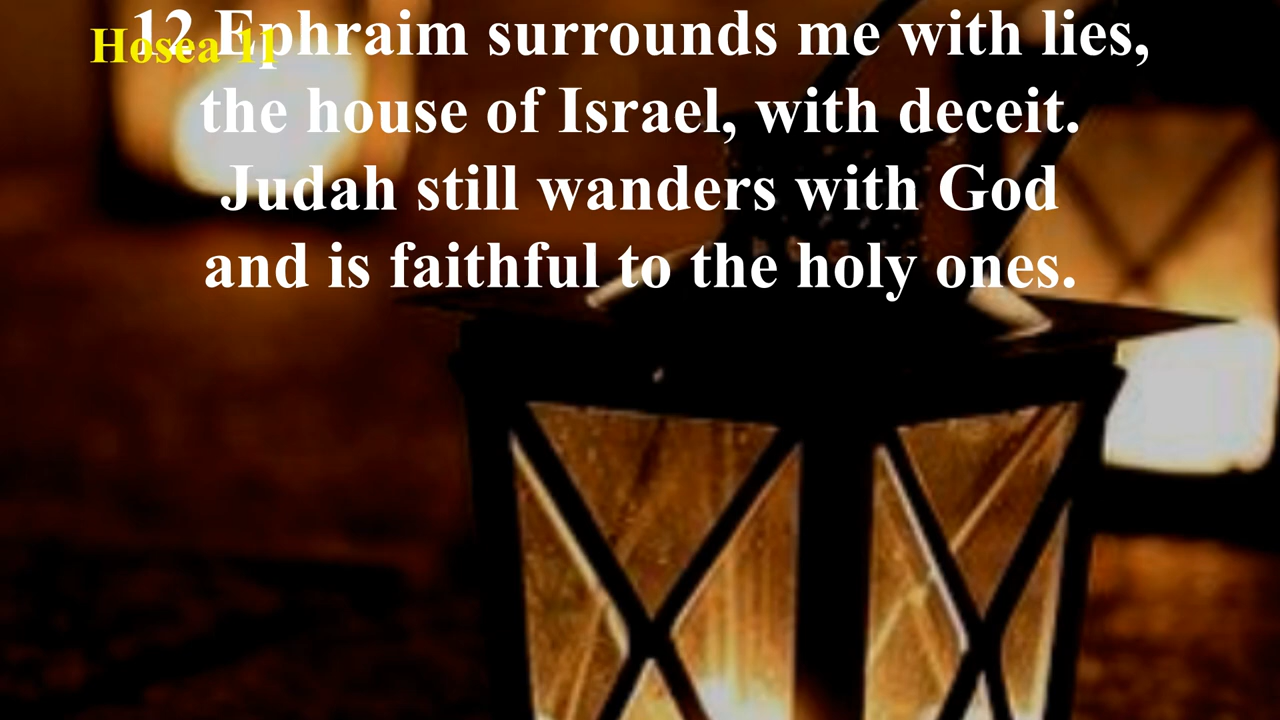 Hosea 11
12 Ephraim surrounds me with lies,
the house of Israel, with deceit.
Judah still wanders with God
and is faithful to the holy ones.